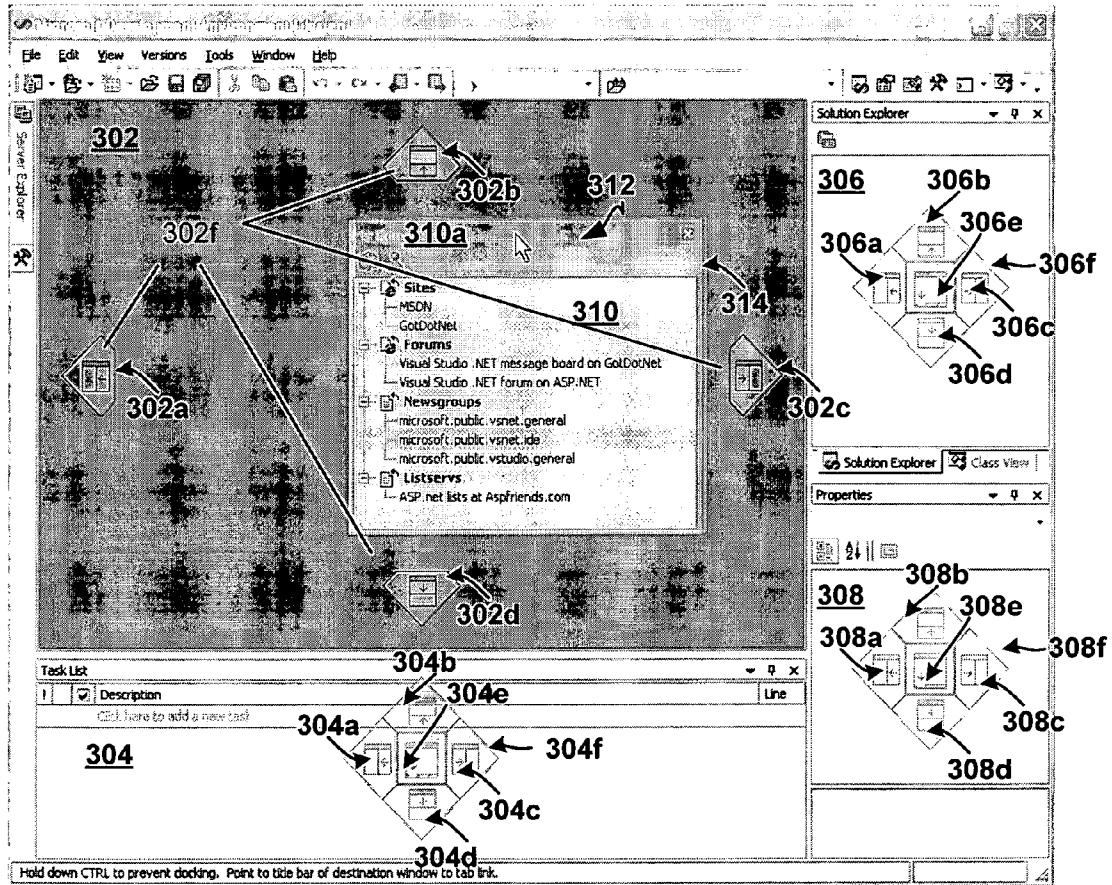 File Edit View Versions Tools Window Help
Server Explorer
302
302b
302f
312
310a
314
310
Sites
MSDN
GotDotNet
Forums
Visual Studio .NET message board on GotDotNet
Visual Studio .NET forum on ASP.NET
Newsgroups
microsoft.public.vsnet.general
microsoft.public.vsnet.ide
microsoft.public.vstudio.general
Listservs
ASP.net lists at Aspfriends.com
302a
302c
302d
Solution Explorer
306
306b
306e
306a
306f
306c
306d
Solution Explorer Class View
Properties
308
308b
308e
308a
308f
308c
308d
Task List
304b
! Description Line
304e
Click here to add a new task
304a
304
304f
304c
304d
Hold down CTRL to prevent docking. Point to title bar of destination window to tab link.